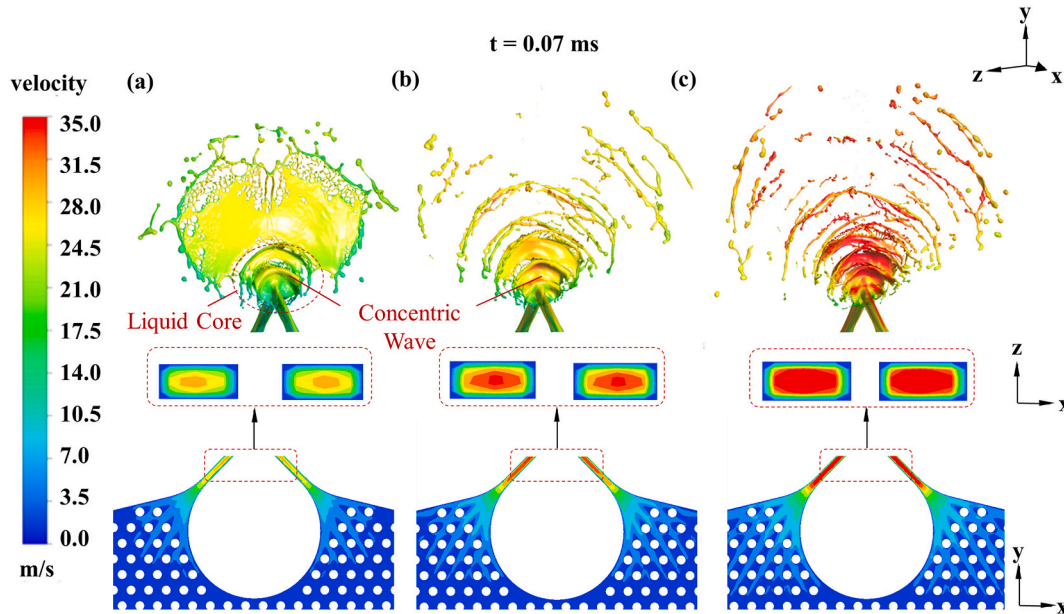 t = 0.07 ms
y
z
x
velocity
(a)
(b)
(c)
35.0
31.5
28.0
24.5
21.0
17.5
14.0
10.5
7.0
3.5
0.0
m/s
Liquid Core
Concentric
Wave
z
x
y
x